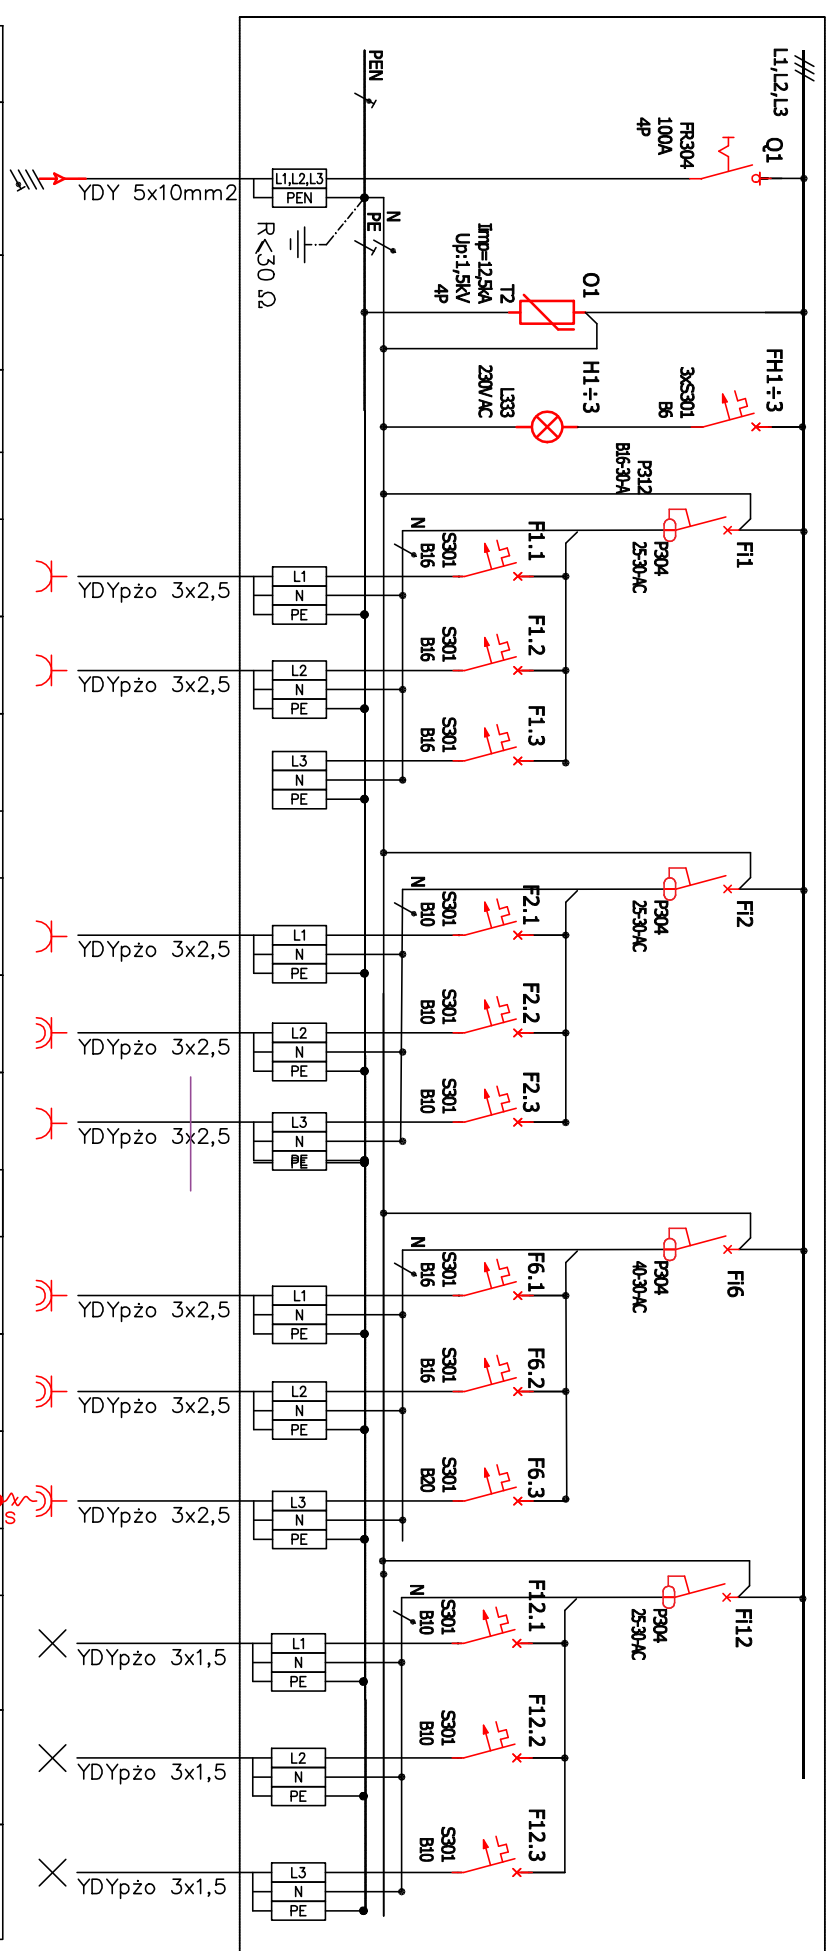 L1,L2,L3
PEN
Q1
FR304
100A
4P
L1,L2,L3
PEN
YDY 5x10mm2
N
PE
R<30 Ω
O1
T2
Iimp=12,5kA
Up:1,5kV
4P
FH1÷3
3xS301
B6
H1÷3
L333
230V AC
P312
B16-30-A
Fi1
P304
25-30-AC
N
F1.1
S301
B16
L1
N
PE
YDYpżo 3x2,5
F1.2
S301
B16
L2
N
PE
YDYpżo 3x2,5
F1.3
S301
B16
L3
N
PE
Fi2
P304
25-30-AC
N
F2.1
S301
B10
L1
N
PE
YDYpżo 3x2,5
F2.2
S301
B10
L2
N
PE
YDYpżo 3x2,5
F2.3
S301
B10
L3
N
PE
YDYpżo 3x2,5
Fi6
P304
40-30-AC
N
F6.1
S301
B16
L1
N
PE
YDYpżo 3x2,5
F6.2
S301
B16
L2
N
PE
YDYpżo 3x2,5
F6.3
S301
B20
L3
N
PE
YDYpżo 3x2,5
S
Fi12
P304
25-30-AC
N
F12.1
S301
B10
L1
N
PE
YDYpżo 3x1,5
F12.2
S301
B10
L2
N
PE
YDYpżo 3x1,5
F12.3
S301
B10
L3
N
PE
YDYpżo 3x1,5